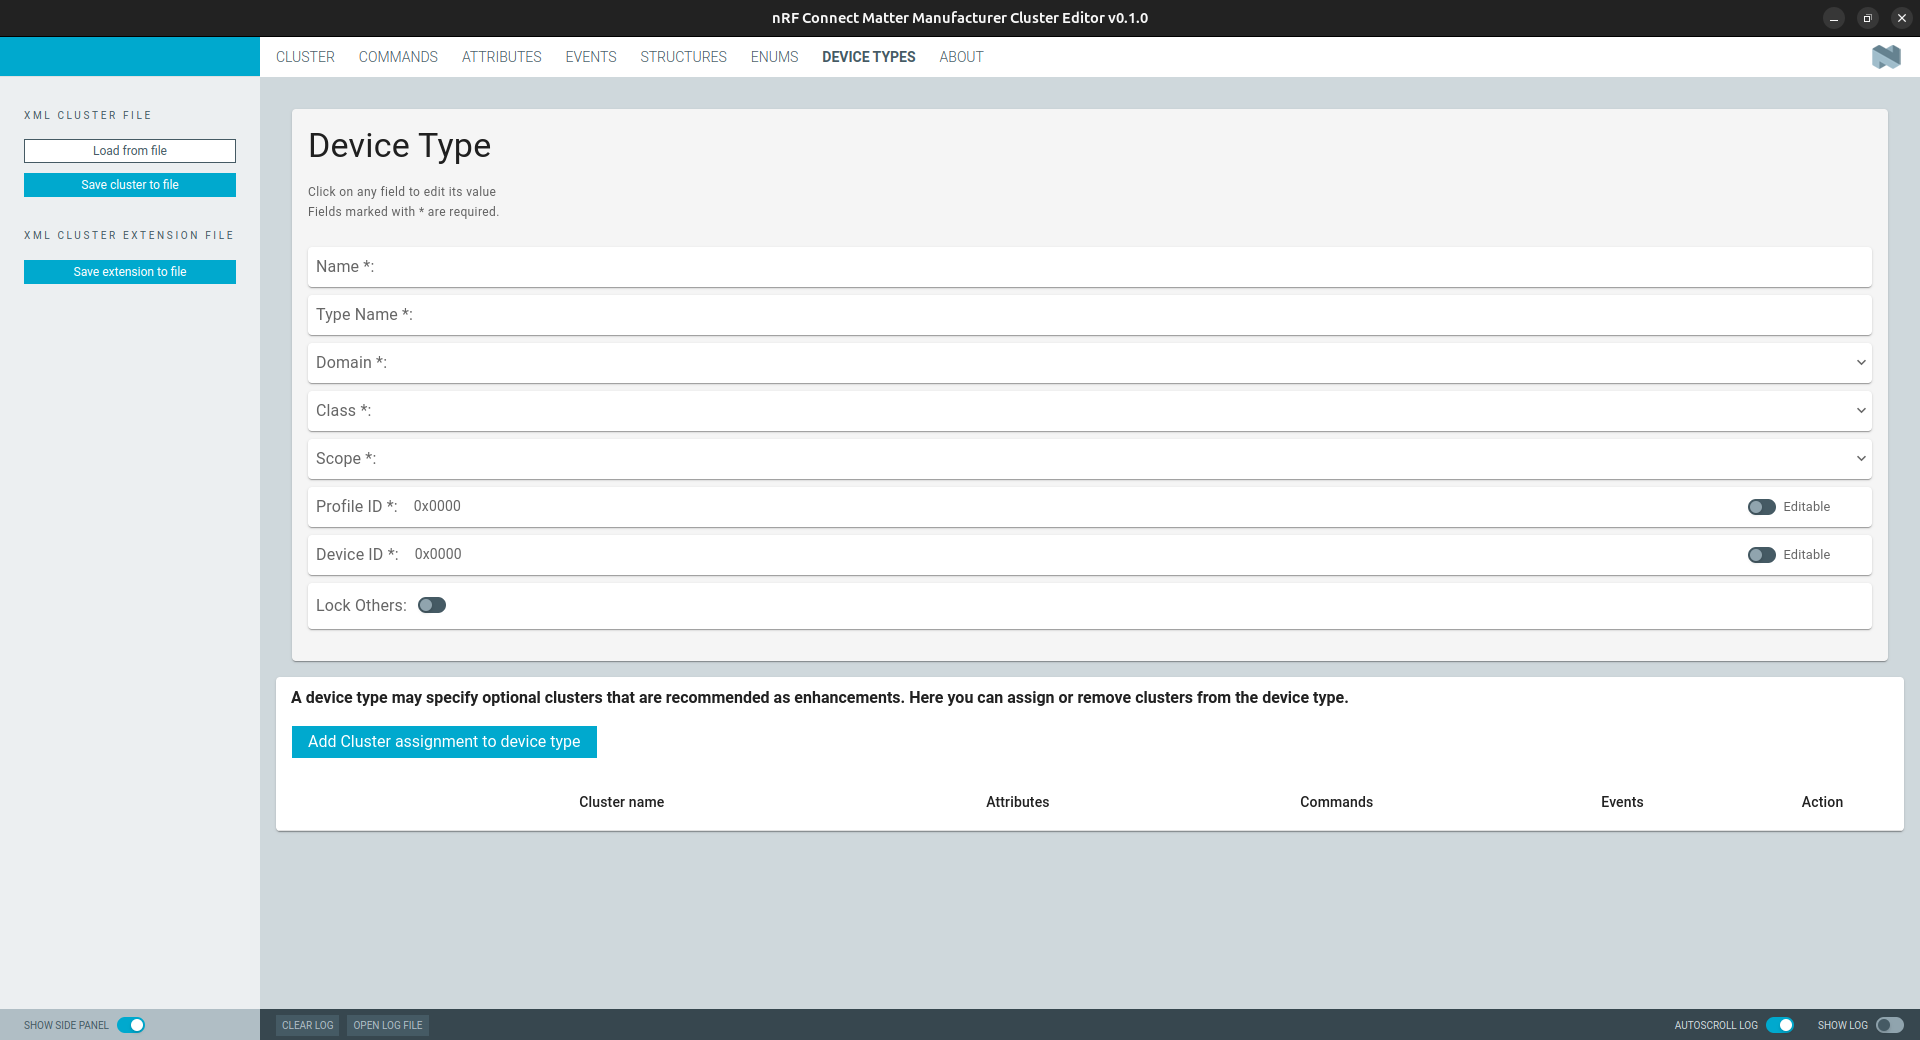 nRF Connect Matter Manufacturer Cluster Editor v0.1.0
CLUSTER COMMANDS ATTRIBUTES EVENTS STRUCTURES ENUMS DEVICE TYPES ABOUT
XML CLUSTER FILE
Load from file
Save cluster to file
XML CLUSTER EXTENSION FILE
Save extension to file
Device Type
Click on any field to edit its value
Fields marked with * are required.
Name *:
Type Name *:
Domain *:
Class *:
Scope *:
Profile ID *: 0x0000 Editable
Device ID *: 0x0000 Editable
Lock Others:
A device type may specify optional clusters that are recommended as enhancements. Here you can assign or remove clusters from the device type.
Add Cluster assignment to device type
Cluster name Attributes Commands Events Action
SHOW SIDE PANEL CLEAR LOG OPEN LOG FILE AUTOSCROLL LOG SHOW LOG